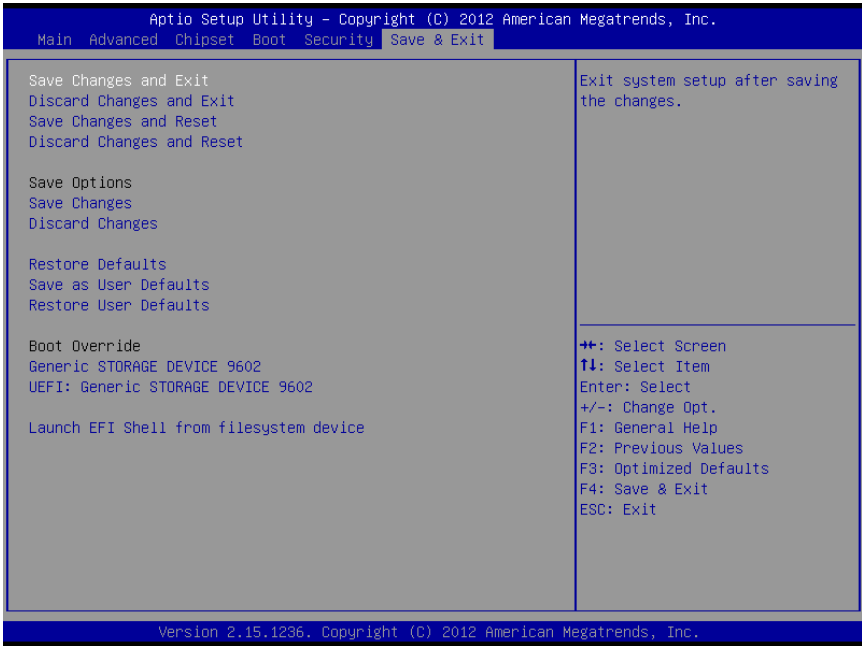 Aptio Setup Utility – Copyright (C) 2012 American Megatrends, Inc.
Main Advanced Chipset Boot Security Save & Exit
Save Changes and Exit
Discard Changes and Exit
Save Changes and Reset
Discard Changes and Reset
Save Options
Save Changes
Discard Changes
Restore Defaults
Save as User Defaults
Restore User Defaults
Boot Override
Generic STORAGE DEVICE 9602
UEFI: Generic STORAGE DEVICE 9602
Launch EFI Shell from filesystem device
Exit system setup after saving
the changes.
→←: Select Screen
↑↓: Select Item
Enter: Select
+/-: Change Opt.
F1: General Help
F2: Previous Values
F3: Optimized Defaults
F4: Save & Exit
ESC: Exit
Version 2.15.1236. Copyright (C) 2012 American Megatrends, Inc.